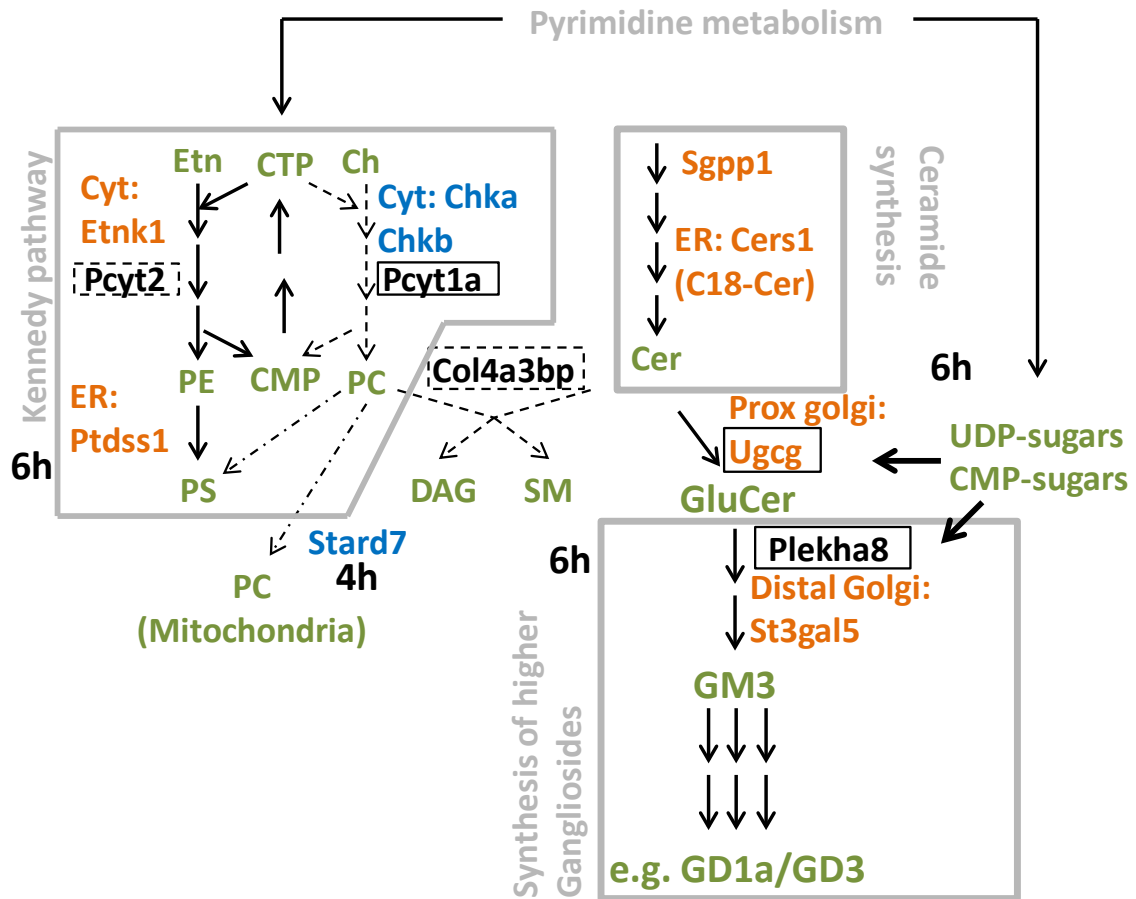 Pyrimidine metabolism
Kennedy pathway
Etn
CTP
Ch
Cyt:
Etnk1
Cyt: Chka
Chkb
Pcyt2
Pcyt1a
PE
CMP
PC
ER:
Ptdss1
6h
PS
Col4a3bp
DAG
SM
Stard7
4h
PC
(Mitochondria)
Sgpp1
ER: Cers1
(C18-Cer)
Cer
Ceramide
synthesis
6h
Prox golgi:
Ugcg
UDP-sugars
CMP-sugars
GluCer
6h
Plekha8
Distal Golgi:
St3gal5
GM3
e.g. GD1a/GD3
Synthesis of higher
Gangliosides